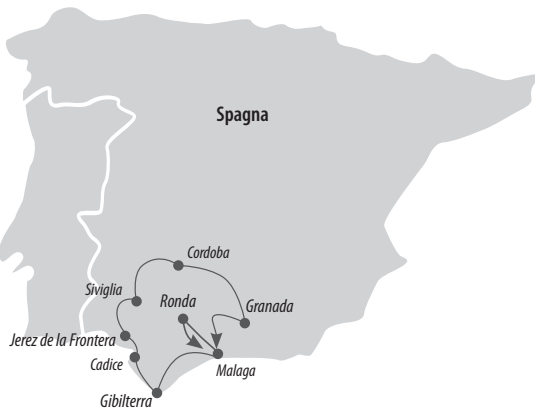 Spagna
Cordoba
Siviglia
Ronda
Granada
Jerez de la Frontera
Cadice
Malaga
Gibilterra